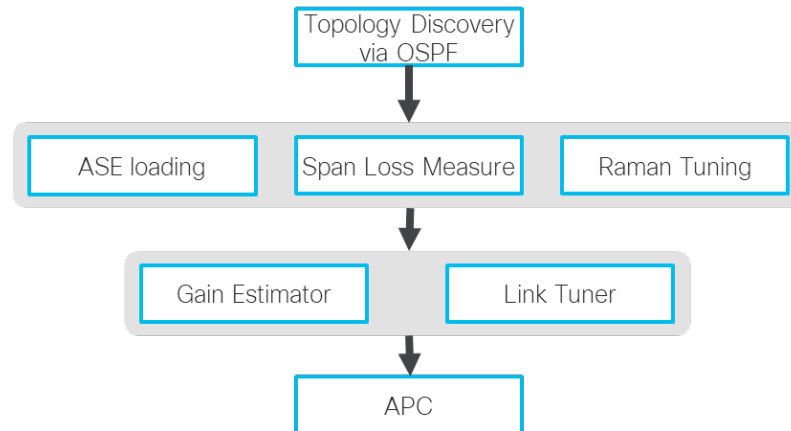 Topology Discovery
via OSPF
ASE loading
Span Loss Measure
Raman Tuning
Gain Estimator
Link Tuner
APC